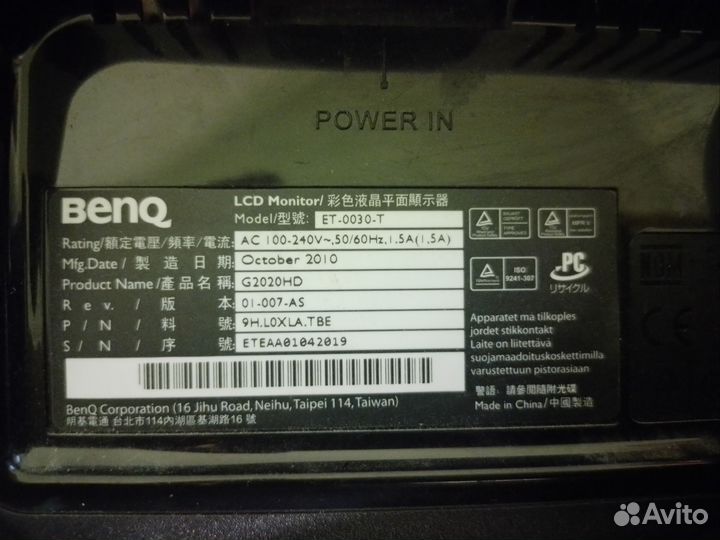 POWER IN
BenQ
LCD Monitor/彩色液晶平面顯示器
Model/型號: ET-0030-T
Rating/額定電壓/頻率/電流: AC 100-240V~,50/60Hz,1.5A(1.5A)
Mfg.Date/ 製 造 日 期: October 2010
Product Name/產品名稱: G2020HD
R e v. / 版 本: 01-007-AS
P / N / 料 號: 9H.L0XLA.TBE
S / N / 序 號: ETEAA01042019
BenQ Corporation (16 Jihu Road, Neihu, Taipei 114, Taiwan)
明基電通 台北市114內湖區基湖路16號
ISO
9241-307
PC
リサイクル
Apparatet må tilkoples
jordet stikkontakt
Laite on liitettävä
suojamaadoituskoskettimilla
varustettuun pistorasiaan
警語: 請參閱隨附光碟
Made in China/中國製造
Avito